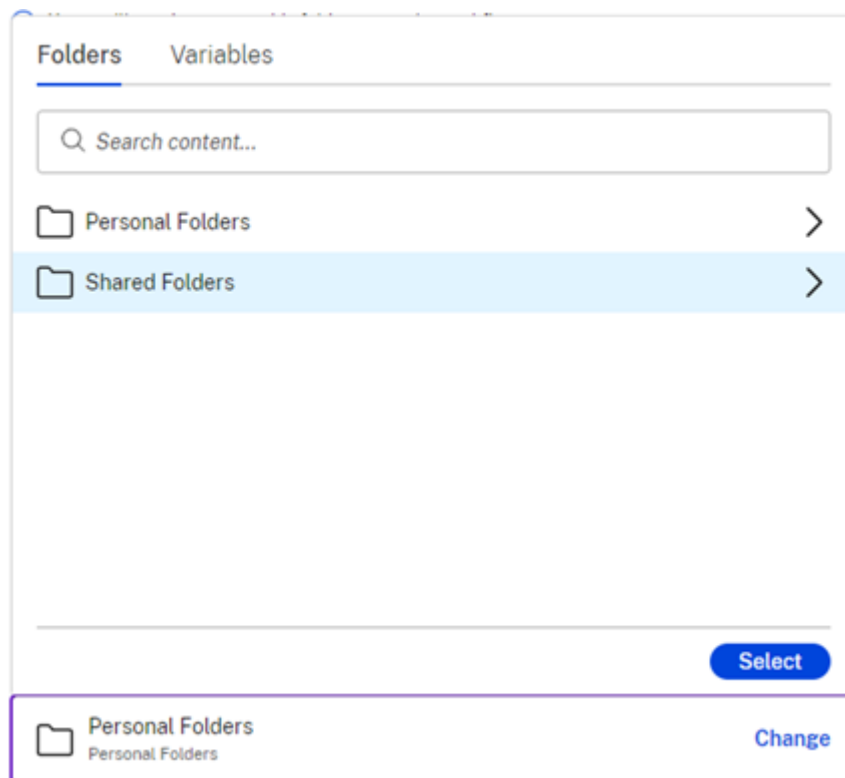 Folders Variables
Search content...
Personal Folders
Shared Folders
Select
Personal Folders
Change
Personal Folders